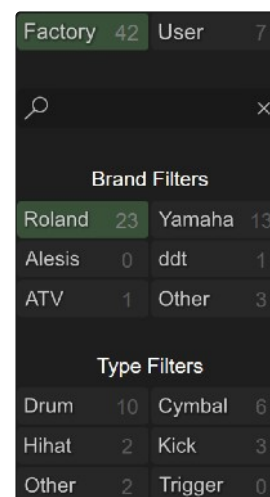 Factory 42 User 7
Brand Filters
Roland 23 Yamaha 13
Alesis 0 ddt 1
ATV 1 Other 3
Type Filters
Drum 10 Cymbal 6
Hihat 2 Kick 3
Other 2 Trigger 0